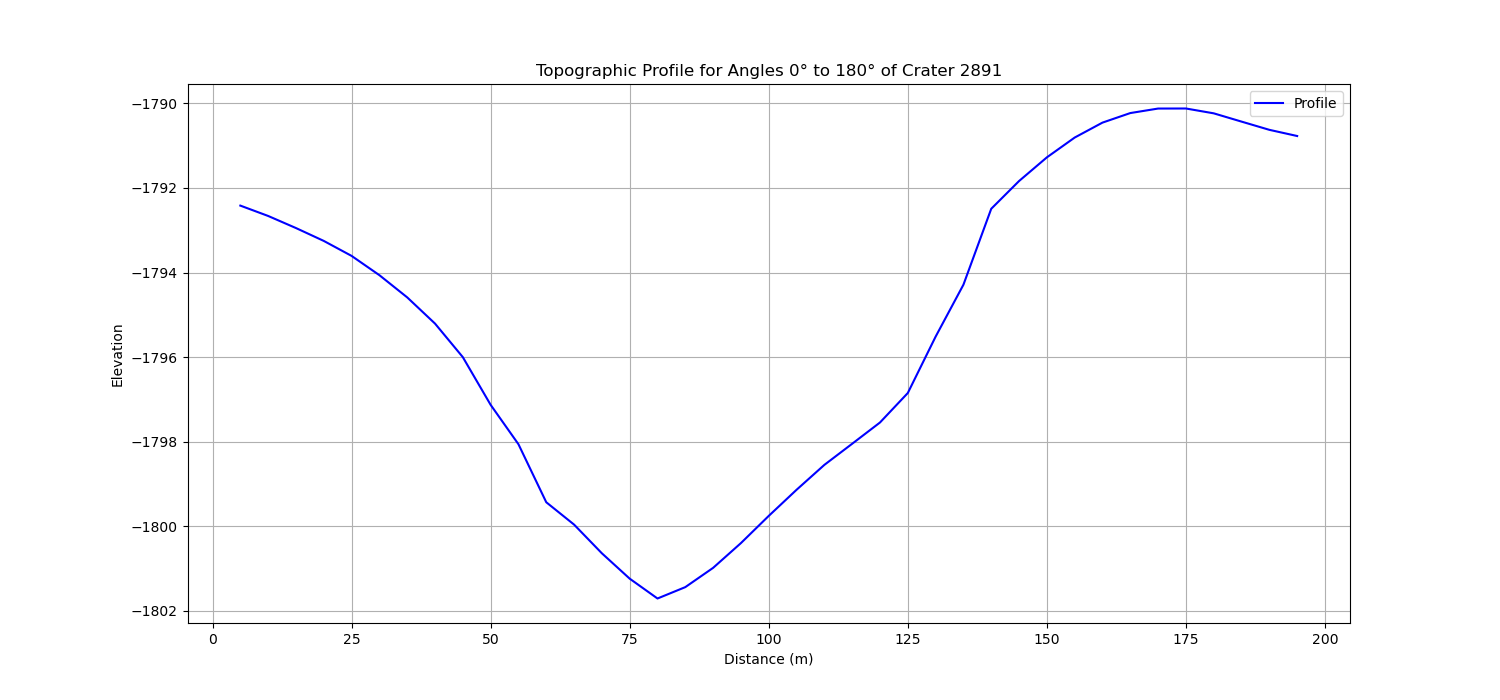 Topographic Profile for Angles 0° to 180° of Crater 2891
Profile
Elevation
−1790
−1792
−1794
−1796
−1798
−1800
−1802
0 25 50 75 100 125 150 175 200
Distance (m)